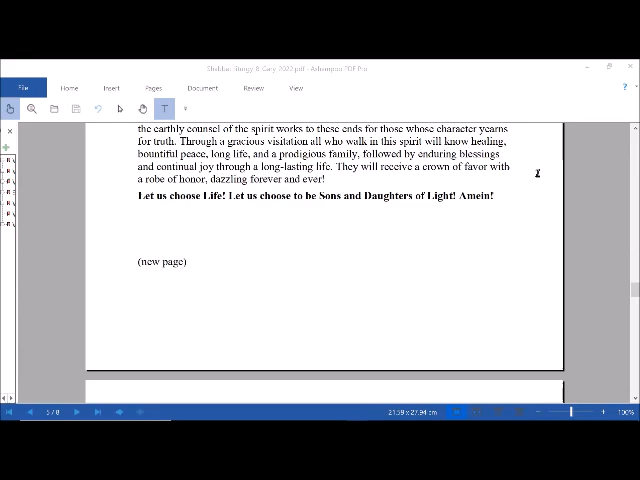 Shabbat Liturgy 8_Gary_2022.pdf - Ashampoo PDF Pro
File Home Insert Pages Document Review View
the earthly counsel of the spirit works to these ends for those whose character yearns
for truth. Through a gracious visitation all who walk in this spirit will know healing,
bountiful peace, long life, and a prodigious family, followed by enduring blessings
and continual joy through a long-lasting life. They will receive a crown of favor with
a robe of honor, dazzling forever and ever!
Let us choose Life! Let us choose to be Sons and Daughters of Light! Amein!
(new page)
5 / 8 21.59 x 27.94 cm 100%